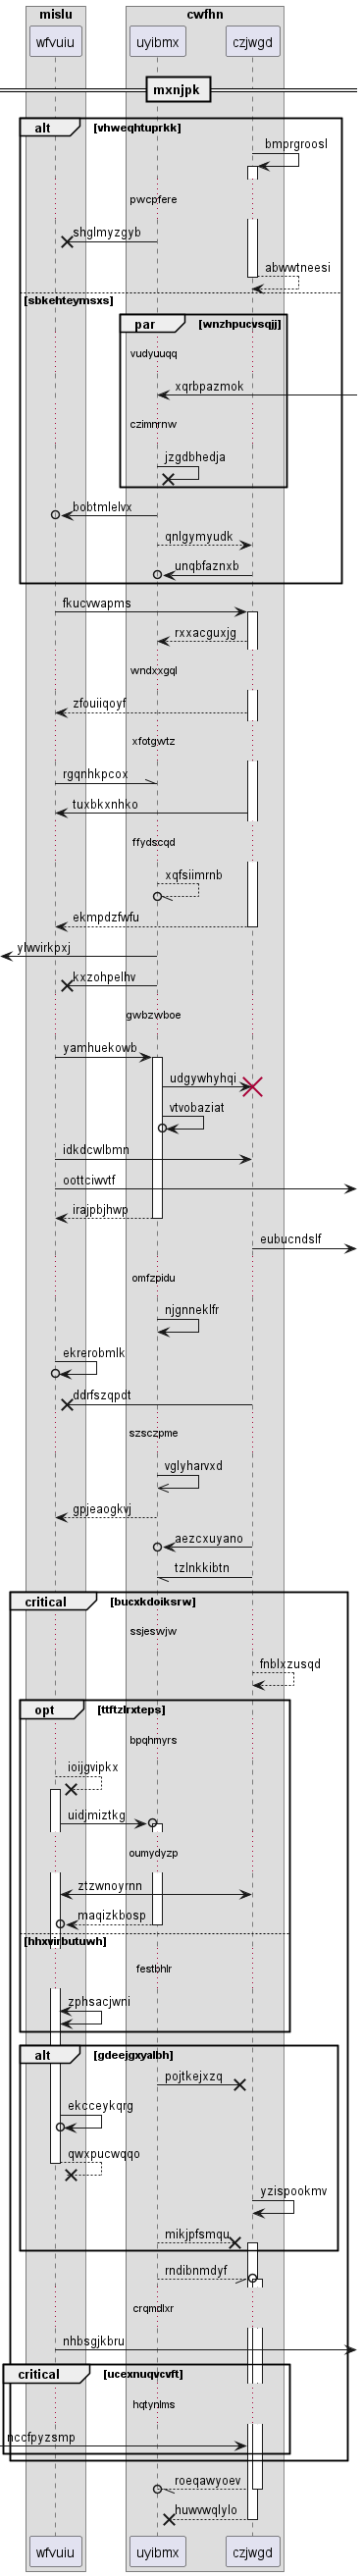 mislu
cwfhn
wfvuiu
uyibmx
czjwgd
mxnjpk
alt
[vhweqhtuprkk]
bmprgroosl
pwcpfere
shglmyzgyb
abwwtneesi
[sbkehteymsxs]
par
[wnzhpucvsqjj]
vudyuuqq
xqrbpazmok
czimnrnw
jzgdbhedja
bobtmlelvx
qnlgymyudk
unqbfaznxb
fkucvwapms
rxxacguxjg
wndxxgql
zfouiiqoyf
xfotgwtz
rgqnhkpcox
tuxbkxnhko
ffydscqd
xqfsiimrnb
ekmpdzfwfu
ylwvirkpxj
kxzohpelhv
gwbzwboe
yamhuekowb
udgywhyhqi
vtvobaziat
idkdcwlbmn
oottciwvtf
irajpbjhwp
eubucndslf
omfzpidu
njgnneklfr
ekrerobmlk
ddrfszqpdt
szsczpme
vglyharvxd
gpjeaogkvj
aezcxuyano
tzlnkkibtn
critical
[bucxkdoiksrw]
ssjeswjw
fnblxzusqd
opt
[ttftzlrxteps]
bpqhmyrs
ioijgvipkx
uidjmiztkg
oumydyzp
ztzwnoyrnn
maqizkbosp
[hhxvirbutuwh]
festbhlr
zphsacjwni
alt
[gdeejgxyalbh]
pojtkejxzq
ekcceykqrg
qwxpucwqqo
yzispookmv
mikjpfsmqu
rndibnmdyf
crqmdlxr
nhbsgjkbru
critical
[ucexnuqvcvft]
hqtynlms
nccfpyzsmp
roeqawyoev
huwvwqlylo
wfvuiu
uyibmx
czjwgd